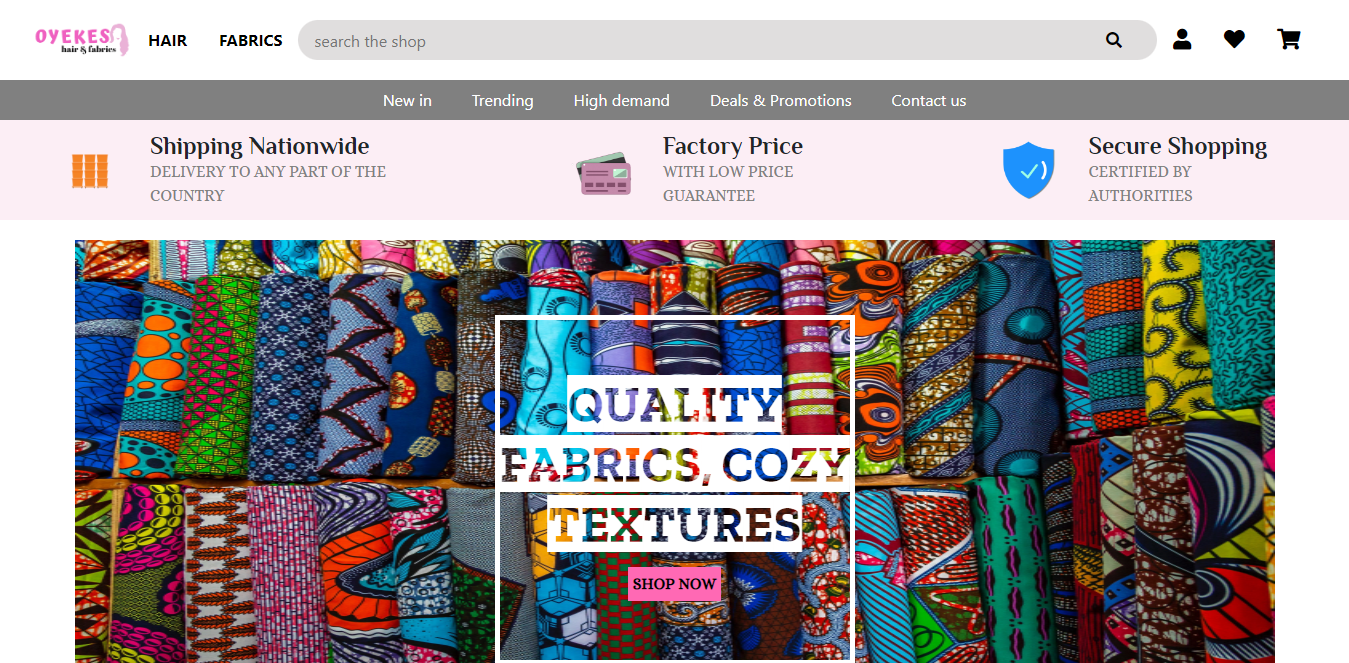 OYEKES
hair & fabrics
HAIR
FABRICS
search the shop
New in
Trending
High demand
Deals & Promotions
Contact us
Shipping Nationwide
DELIVERY TO ANY PART OF THE
COUNTRY
Factory Price
WITH LOW PRICE
GUARANTEE
Secure Shopping
CERTIFIED BY
AUTHORITIES
QUALITY
FABRICS, COZY
TEXTURES
SHOP NOW